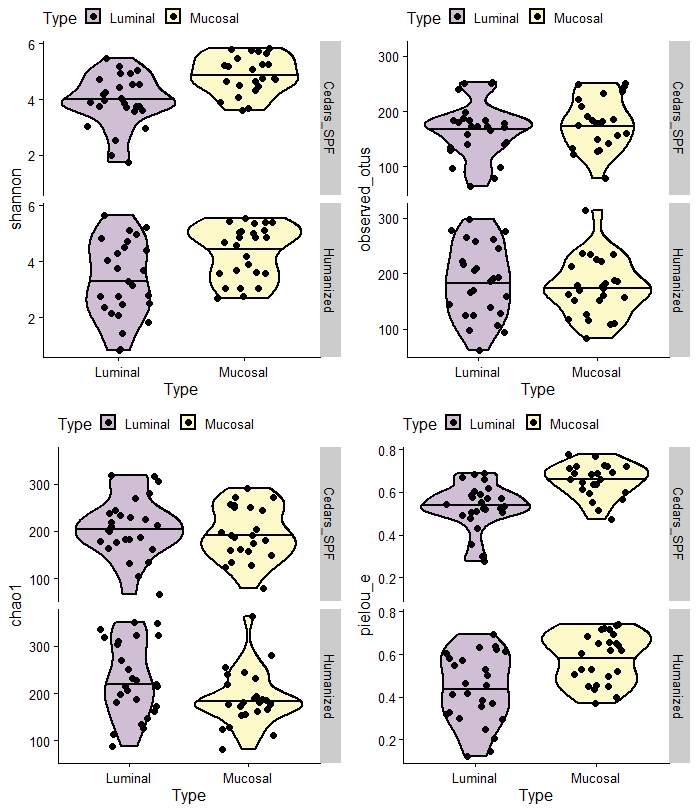 Type Luminal Mucosal
shannon
6
4
2
Cedars_SPF
6
4
2
Humanized
Luminal Mucosal
Type
Type Luminal Mucosal
observed_otus
300
200
100
Cedars_SPF
300
200
100
Humanized
Luminal Mucosal
Type
Type Luminal Mucosal
chao1
300
200
100
Cedars_SPF
300
200
100
Humanized
Luminal Mucosal
Type
Type Luminal Mucosal
pielou_e
0.8
0.6
0.4
0.2
Cedars_SPF
0.8
0.6
0.4
0.2
Humanized
Luminal Mucosal
Type